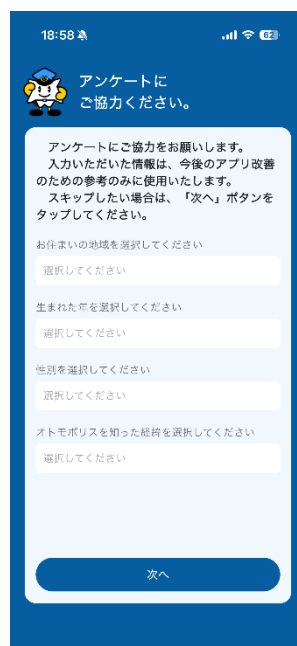 18:58
62
アンケートに
ご協力ください。
アンケートにご協力をお願いします。
入力いただいた情報は、今後のアプリ改善
のための参考のみに使用いたします。
スキップしたい場合は、「次へ」ボタンを
タップしてください。
お住まいの地域を選択してください
選択してください
生まれた年を選択してください
選択してください
性別を選択してください
選択してください
オトモポリスを知った経緯を選択してください
選択してください
次へ